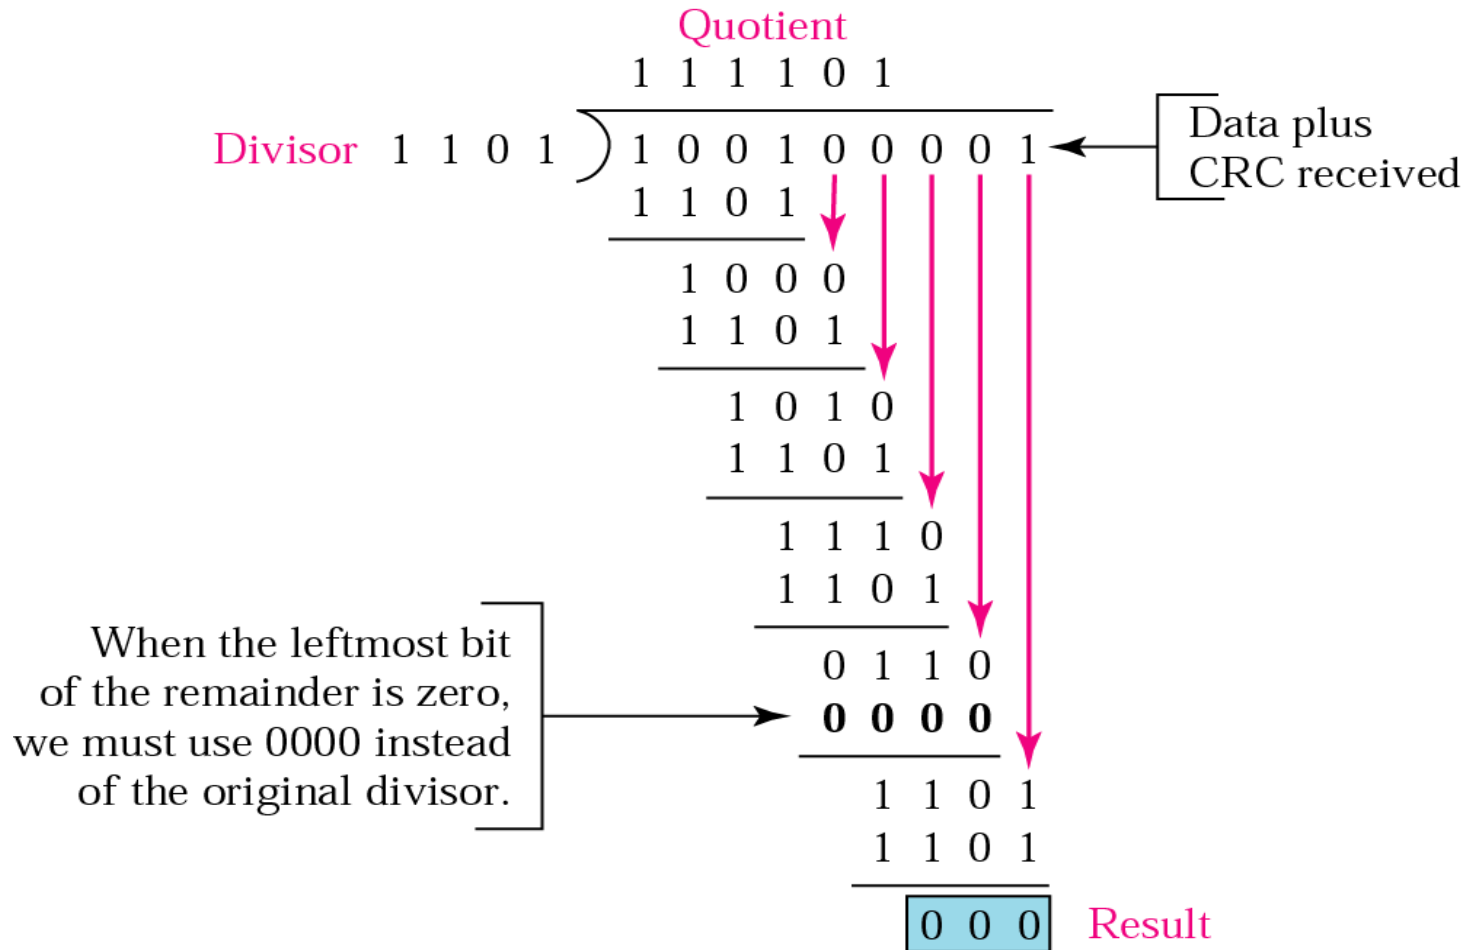 Quotient
1 1 1 1 0 1
Divisor 1 1 0 1 1 0 0 1 0 0 0 0 1
Data plus
CRC received
1 1 0 1
1 0 0 0
1 1 0 1
1 0 1 0
1 1 0 1
1 1 1 0
1 1 0 1
When the leftmost bit
of the remainder is zero,
we must use 0000 instead
of the original divisor.
0 1 1 0
0 0 0 0
1 1 0 1
1 1 0 1
0 0 0 Result